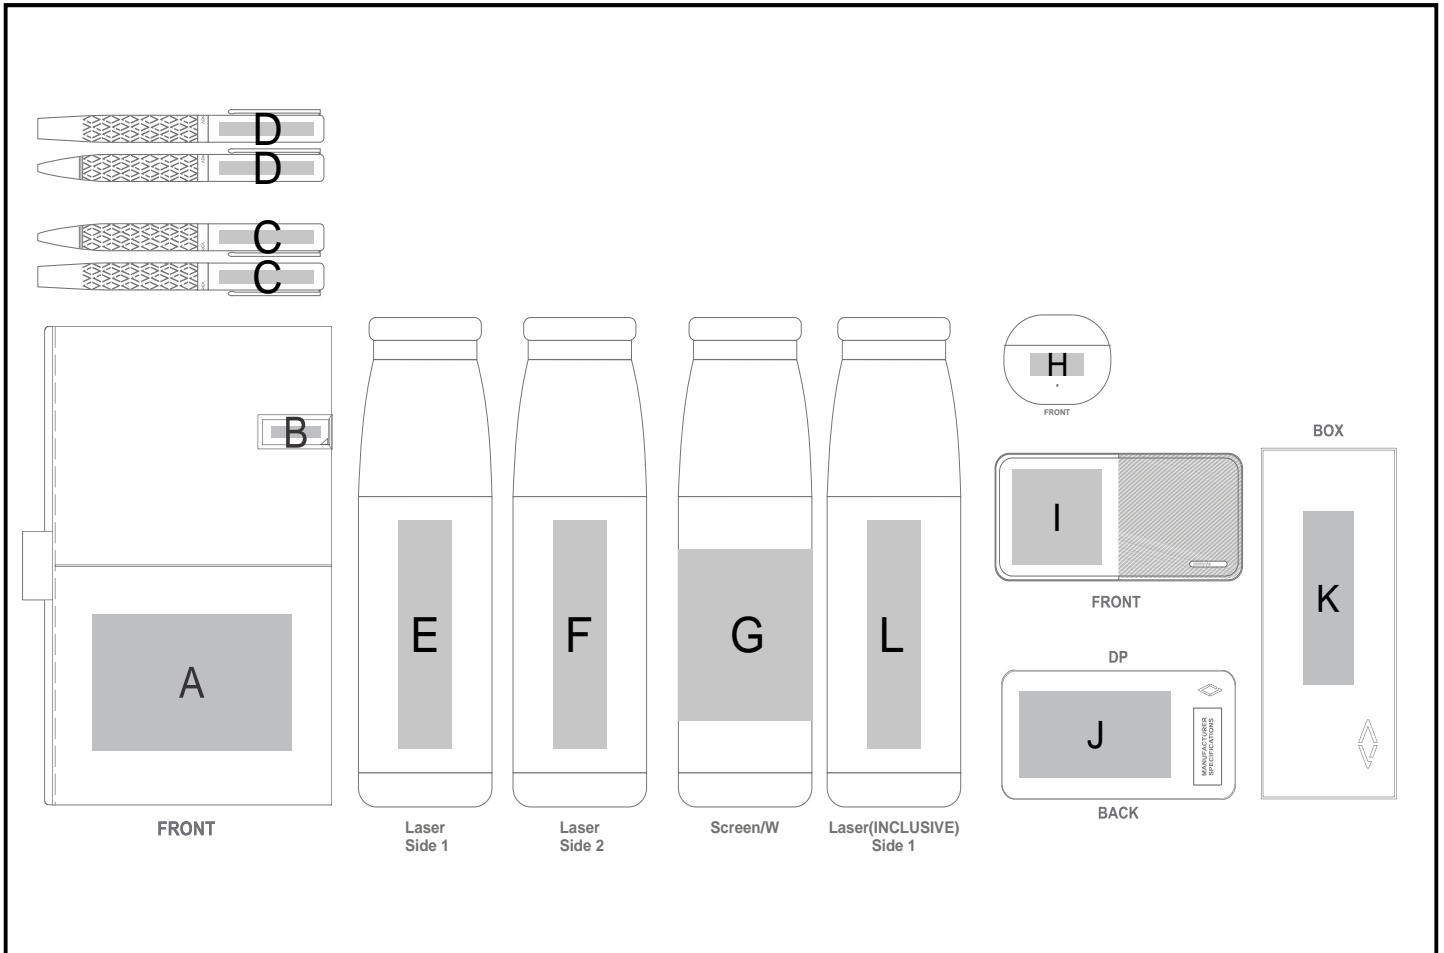 D
D
C
C
B
A
FRONT
E
Laser
Side 1
F
Laser
Side 2
G
Screen/W
L
Laser(INCLUSIVE)
Side 1
H
FRONT
I
FRONT
DP
J
MANUFACTURER
SPECIFICATIONS
BACK
BOX
K